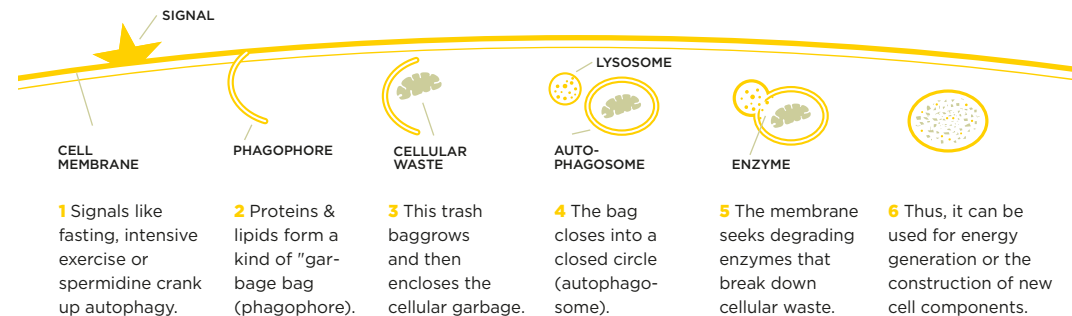 SIGNAL
CELL
MEMBRANE
PHAGOPHORE
CELLULAR
WASTE
LYSOSOME
AUTO-
PHAGOSOME
ENZYME
1 Signals like
fasting, intensive
exercise or
spermidine crank
up autophagy.
2 Proteins &
lipids form a
kind of "gar-
bage bag
(phagophore).
3 This trash
baggrows
and then
encloses the
cellular garbage.
4 The bag
closes into a
closed circle
(autophago-
some).
5 The membrane
seeks degrading
enzymes that
break down
cellular waste.
6 Thus, it can be
used for energy
generation or the
construction of new
cell components.